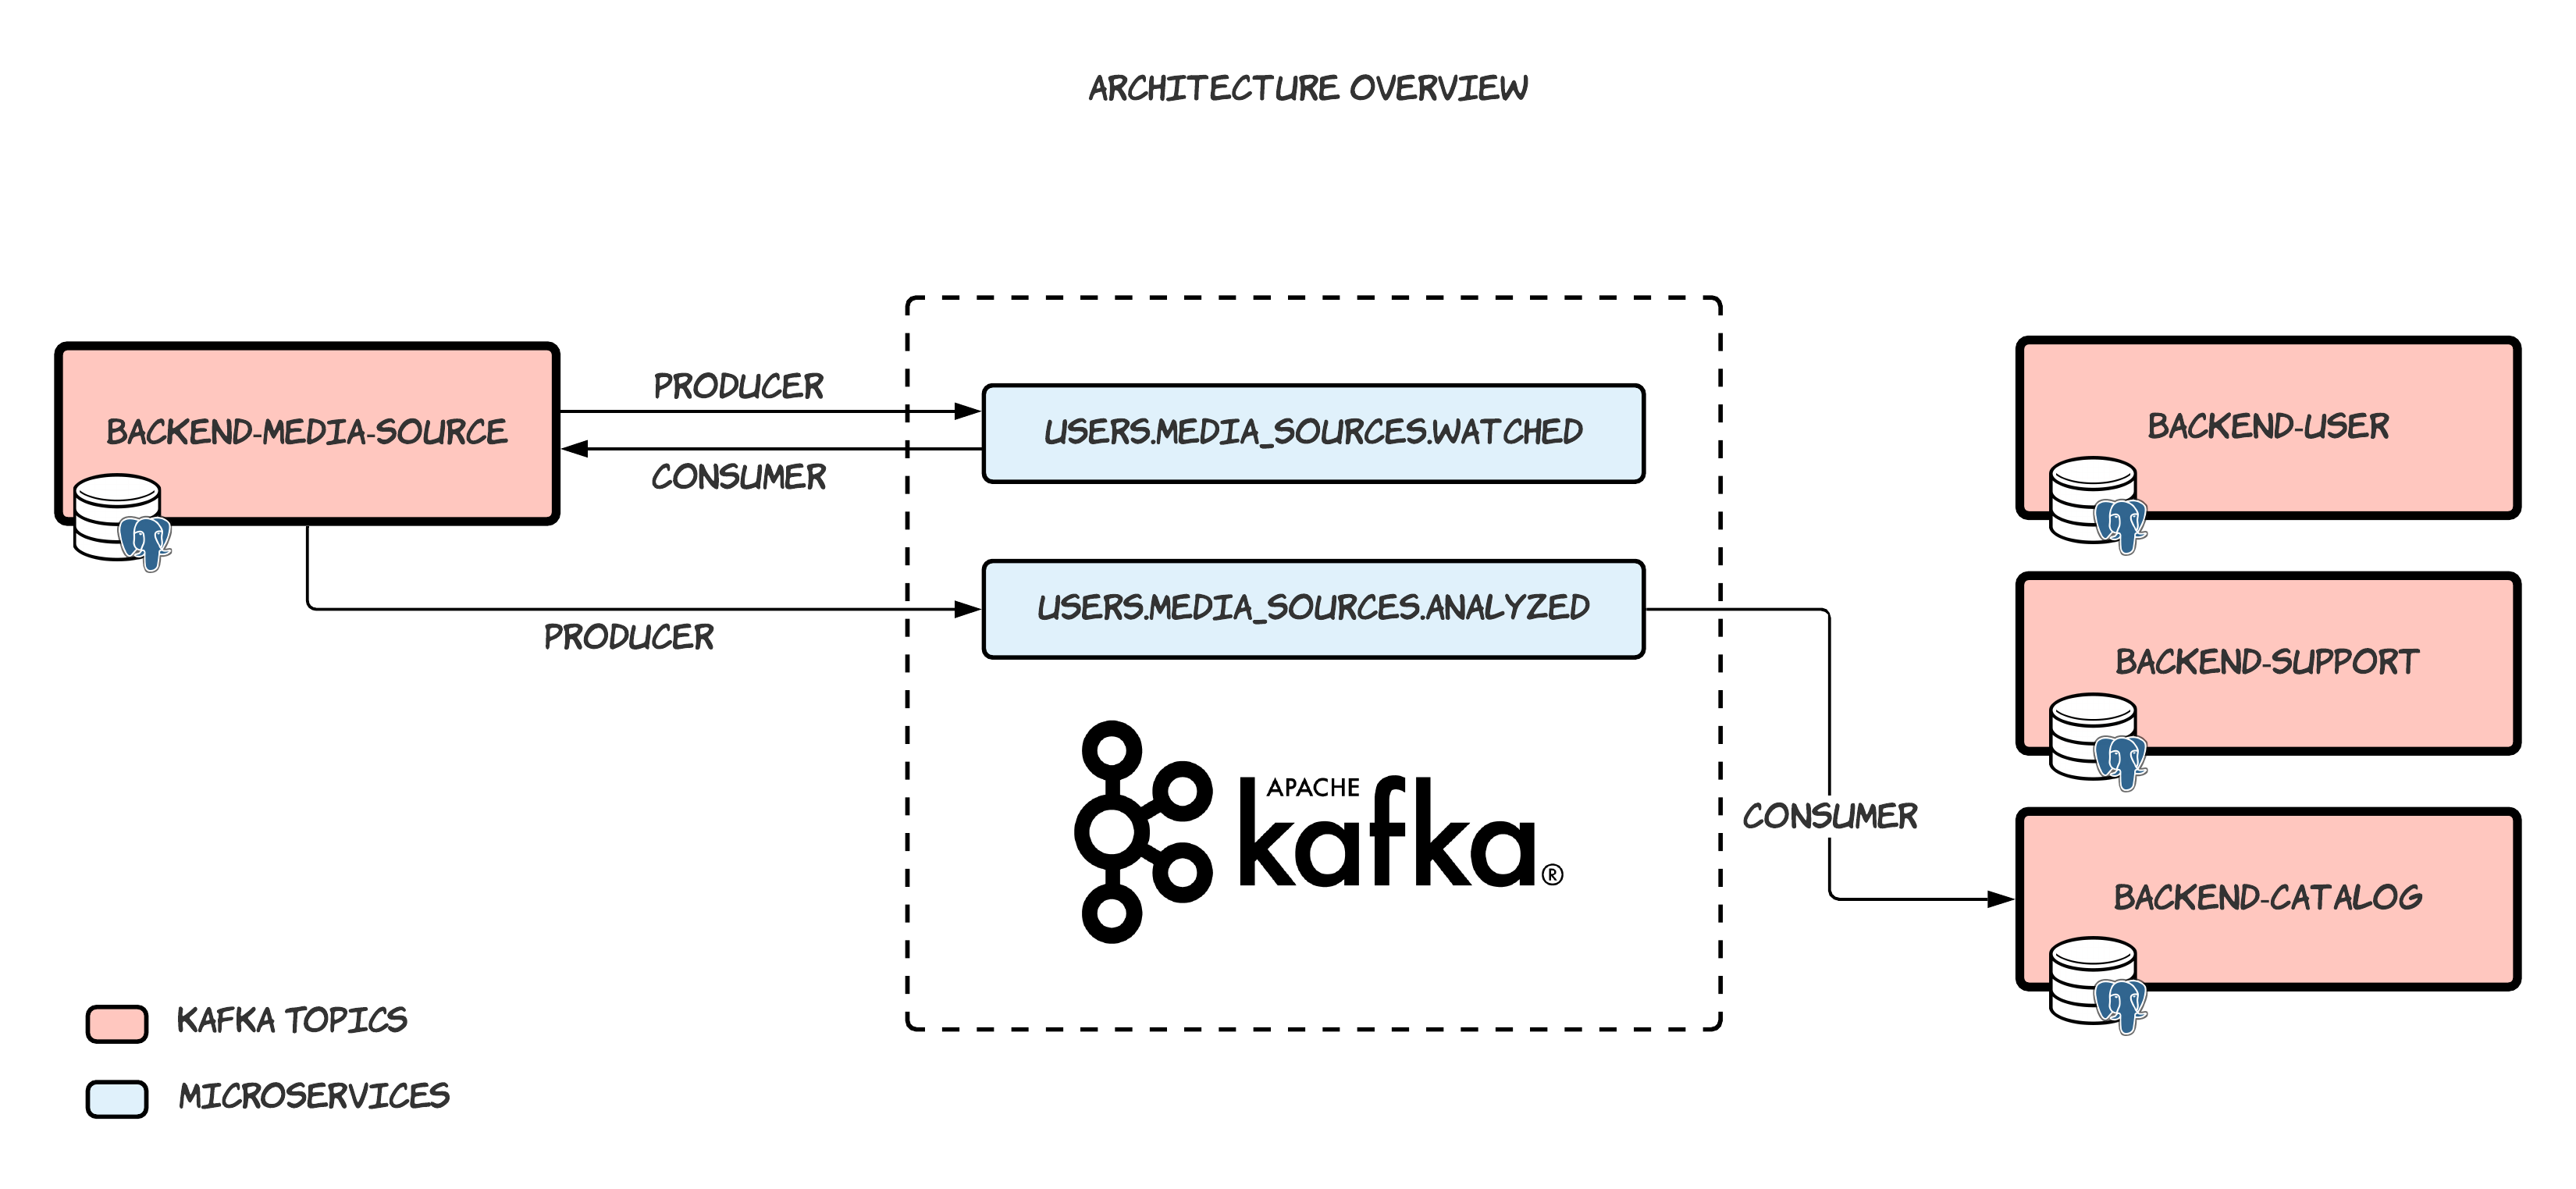 ARCHITECTURE OVERVIEW
BACKEND-MEDIA-SOURCE
PRODUCER
CONSUMER
PRODUCER
USERS.MEDIA_SOURCES.WATCHED
USERS.MEDIA_SOURCES.ANALYZED
APACHE
kafka®
CONSUMER
BACKEND-USER
BACKEND-SUPPORT
BACKEND-CATALOG
KAFKA TOPICS
MICROSERVICES